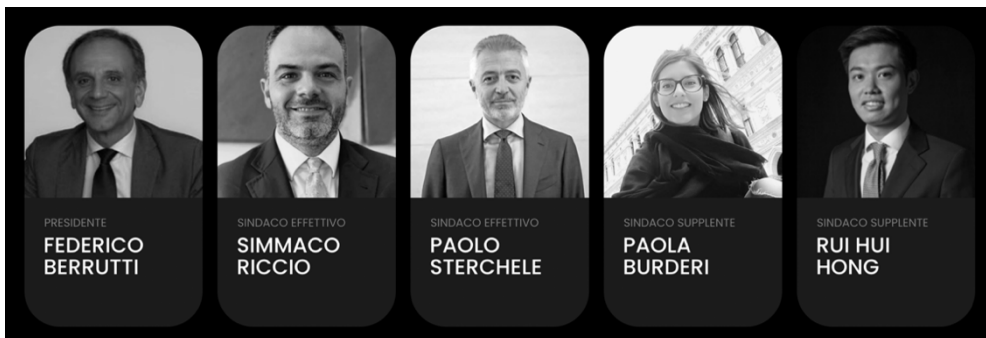 PRESIDENTE
FEDERICO
BERRUTTI
SINDACO EFFETTIVO
SIMMACO
RICCIO
SINDACO EFFETTIVO
PAOLO
STERCHELE
SINDACO SUPPLENTE
PAOLA
BURDERI
SINDACO SUPPLENTE
RUI HUI
HONG